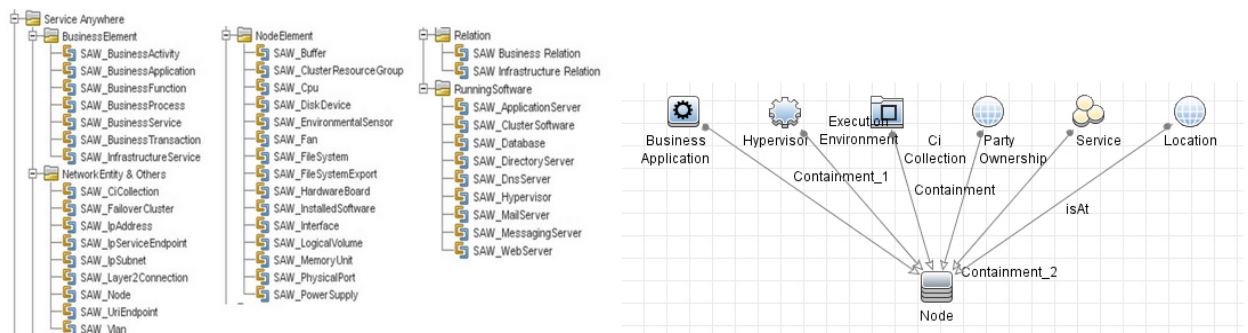 Service Anywhere
BusinessElement
SAW_BusinessActivity
SAW_BusinessApplication
SAW_BusinessFunction
SAW_BusinessProcess
SAW_BusinessService
SAW_BusinessTransaction
SAW_InfrastructureService
NetworkEntity & Others
SAW_CiCollection
SAW_FailoverCluster
SAW_IpAddress
SAW_IpServiceEndpoint
SAW_IpSubnet
SAW_Layer2Connection
SAW_Node
SAW_UriEndpoint
SAW_Vlan
NodeElement
SAW_Buffer
SAW_ClusterResourceGroup
SAW_Cpu
SAW_DiskDevice
SAW_EnvironmentalSensor
SAW_Fan
SAW_FileSystem
SAW_FileSystemExport
SAW_HardwareBoard
SAW_InstalledSoftware
SAW_Interface
SAW_LogicalVolume
SAW_MemoryUnit
SAW_PhysicalPort
SAW_PowerSupply
Relation
SAW Business Relation
SAW Infrastructure Relation
RunningSoftware
SAW_ApplicationServer
SAW_ClusterSoftware
SAW_Database
SAW_DirectoryServer
SAW_DnsServer
SAW_Hypervisor
SAW_MailServer
SAW_MessagingServer
SAW_WebServer
Business
Application
Hypervisor
Execution
Environment
Ci
Collection
Party
Ownership
Service
Location
Containment_1
Containment
isAt
Containment_2
Node